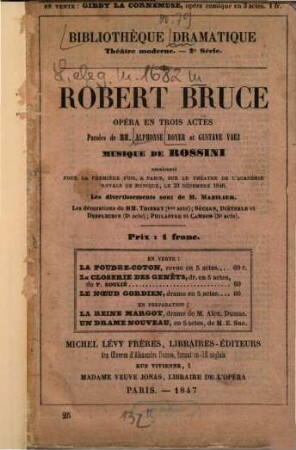 EN VENTE : GIBBY LA CORNEMUSE, opéra comique en 3 actes. 1 fr.
BIBLIOTHÈQUE DRAMATIQUE
Théâtre moderne. — 2e Série.
ROBERT BRUCE
OPÉRA EN TROIS ACTES
Paroles de MM. ALPHONSE ROYER et GUSTAVE VAEZ
MUSIQUE DE ROSSINI
POUR LA PREMIÈRE FOIS, A PARIS, SUR LE THÉATRE DE L'ACADÉMIE
ROYALE DE MUSIQUE, LE 30 DÉCEMBRE 1846.
Les divertissements sont de M. MAZILIER.
Les décorations de MM. THIERRY (1er acte); SÉCHAN, DIÉTERLE et
DESPLÉCHIN (2e acte); PHILASTRE et CAMBON (3e acte).
Prix : 1 franc.
EN VENTE :
LA POUDRE-COTON, revue en 5 actes.... 60 c.
LA CLOSERIE DES GENÊTS, dr. en 5 actes,
de F. SOULIÉ.... 60
LE NŒUD GORDIEN, drame en 5 actes.... 60
EN PRÉPARATION :
LA REINE MARGOT, drame de M. Alex. Dumas.
UN DRAME NOUVEAU, en 5 actes, de M. E. Sue.
MICHEL LÉVY FRÈRES, LIBRAIRES-ÉDITEURS
des Œuvres d'Alexandre Dumas, format in-18 anglais
RUE VIVIENNE, 1
MADAME VEUVE JONAS, LIBRAIRE DE L'OPÉRA
PARIS. — 1847
25